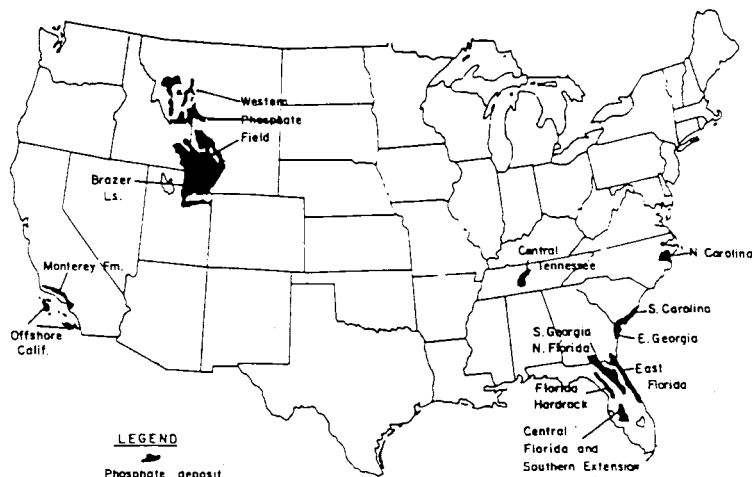 Western
Phosphate
Field
Brazer
Ls.
Monterey Fm.
Offshore
Calif.
Central
Tennessee
N Carolina
S. Carolina
E. Georgia
S. Georgia
N. Florida
East
Florida
Florida
Hardrock
Central
Florida and
Southern Extension
LEGEND
Phosphate deposit